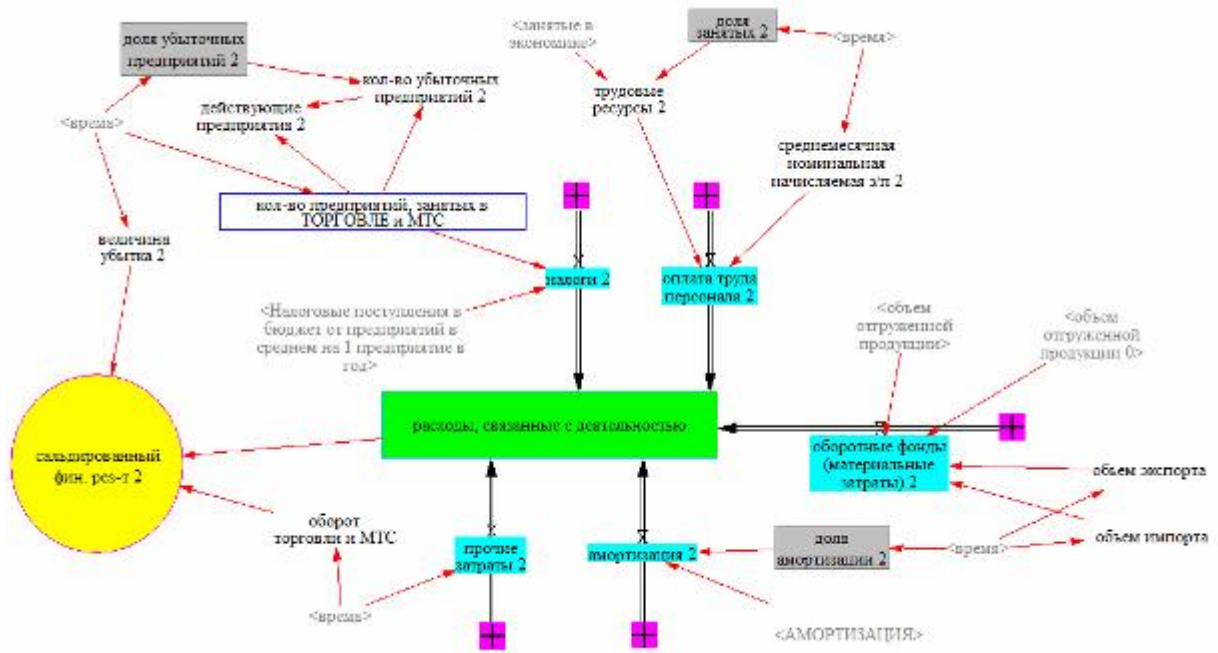 доля убыточных
предприятий 2
<занятые в
экономике>
доля
занятых 2
<время>
кол-во убыточных
предприятий 2
действующие
предприятия 2
<время>
трудовые
ресурсы 2
среднемесячная
номинальная
начисляемая з/п 2
кол-во предприятий, занятых в
ТОРГОВЛЕ и МТС
величина
убытка 2
налоги 2
оплата труда
персонала 2
<Налоговые поступления в
бюджет от предприятий в
среднем на 1 предприятие в
год>
<объем
отгруженной
продукции>
<объем
отгруженной
продукции 0>
расходы, связанные с деятельностью
сальдированный
фин. рез-т 2
оборотные фонды
(материальные
затраты) 2
объем экспорта
оборот
торговли и МТС
прочие
затраты 2
амортизация 2
доля
амортизации 2
<время>
объем импорта
<время>
<АМОРТИЗАЦИЯ>